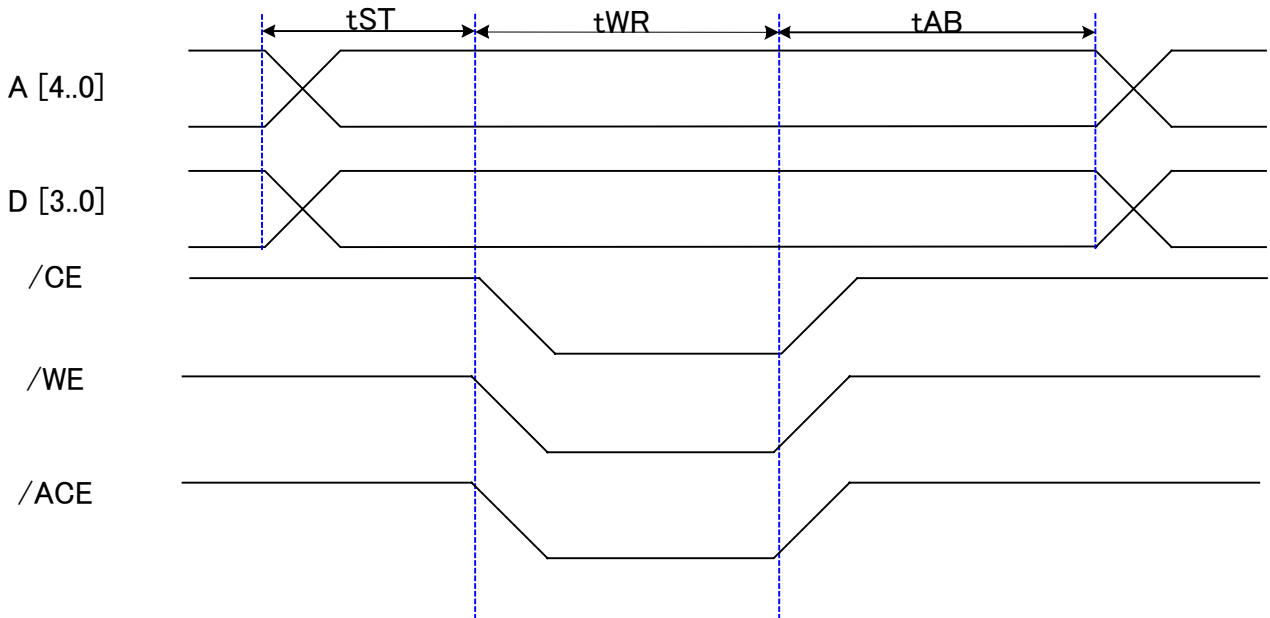 tST tWR tAB
A [4..0]
D [3..0]
/CE
/WE
/ACE